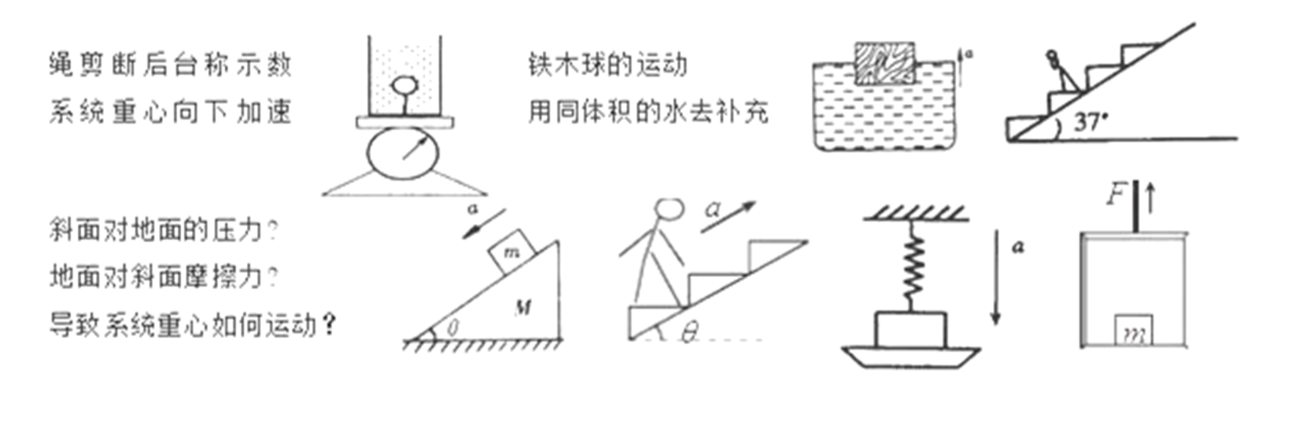 绳剪断后台称示数
系统重心向下加速
铁木球的运动
用同体积的水去补充
a
37°
斜面对地面的压力?
地面对斜面摩擦力?
导致系统重心如何运动?
a
m
M
θ
a
θ
a
F
m